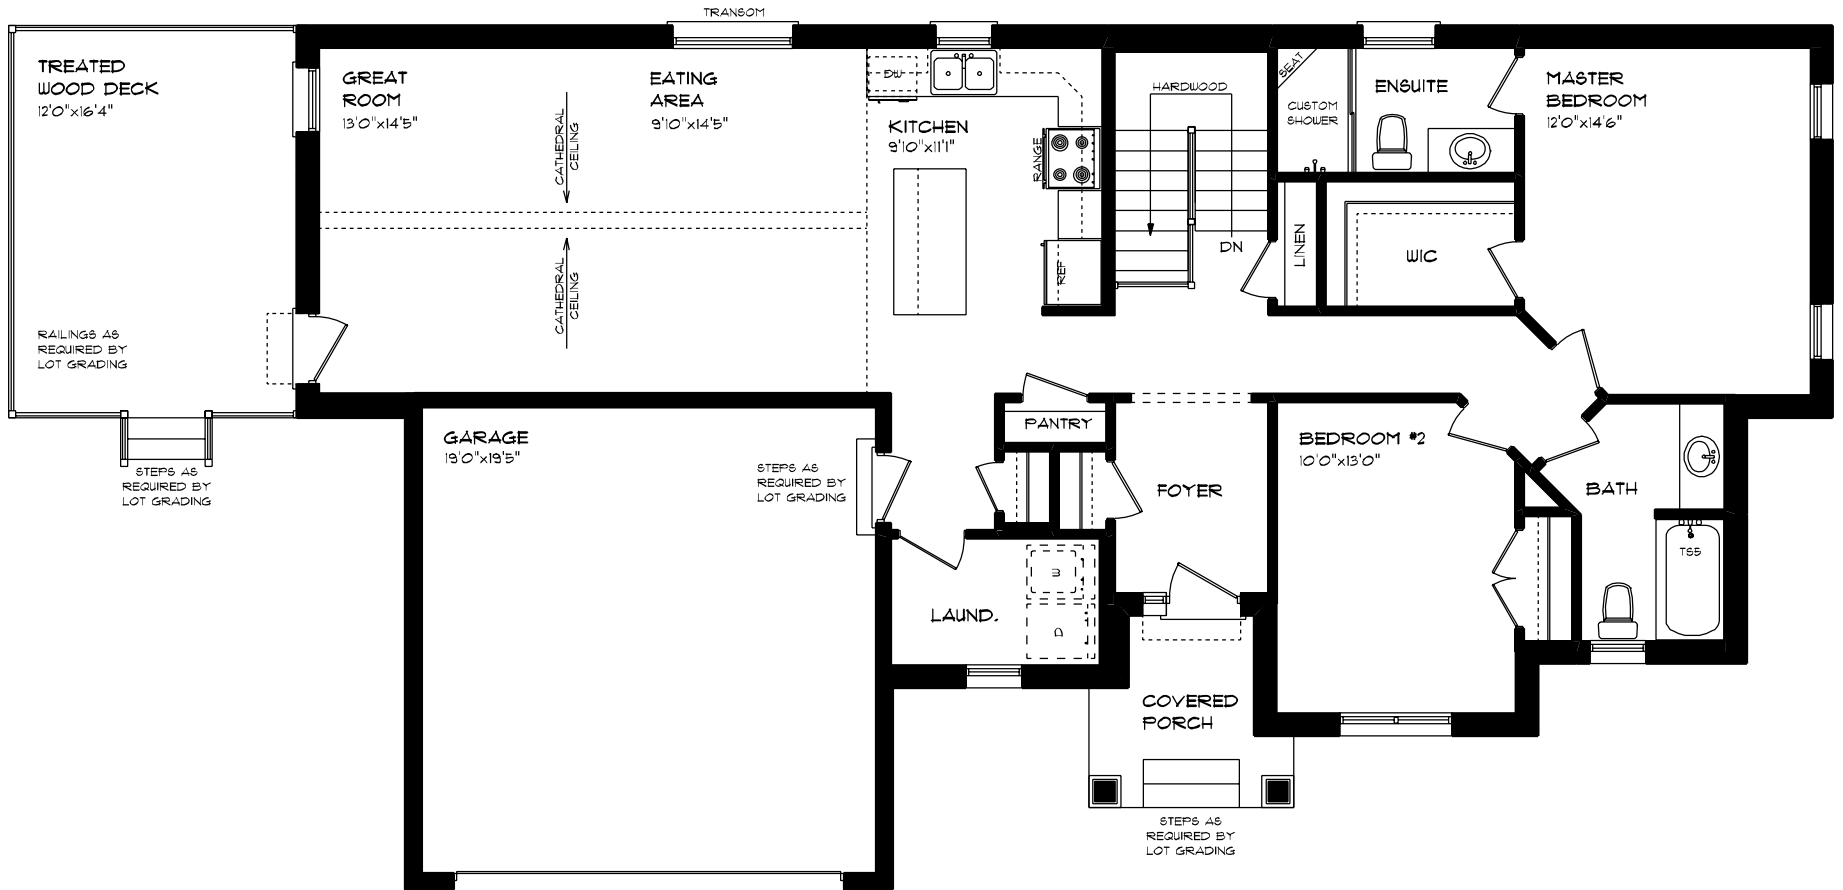 TRANSOM
TREATED
WOOD DECK
12'0"x16'4"
GREAT
ROOM
13'0"x14'5"
EATING
AREA
9'10"x14'5"
CATHEDRAL
CEILING
CATHEDRAL
CEILING
DW
KITCHEN
9'10"x11'1"
RANGE
REF
HARDWOOD
DN
LINEN
SEAT
CUSTOM
SHOWER
ENSUITE
WIC
MASTER
BEDROOM
12'0"x14'6"
RAILINGS AS
REQUIRED BY
LOT GRADING
STEPS AS
REQUIRED BY
LOT GRADING
GARAGE
19'0"x19'5"
STEPS AS
REQUIRED BY
LOT GRADING
PANTRY
FOYER
BEDROOM #2
10'0"x13'0"
BATH
TS5
LAUND.
W
D
COVERED
PORCH
STEPS AS
REQUIRED BY
LOT GRADING